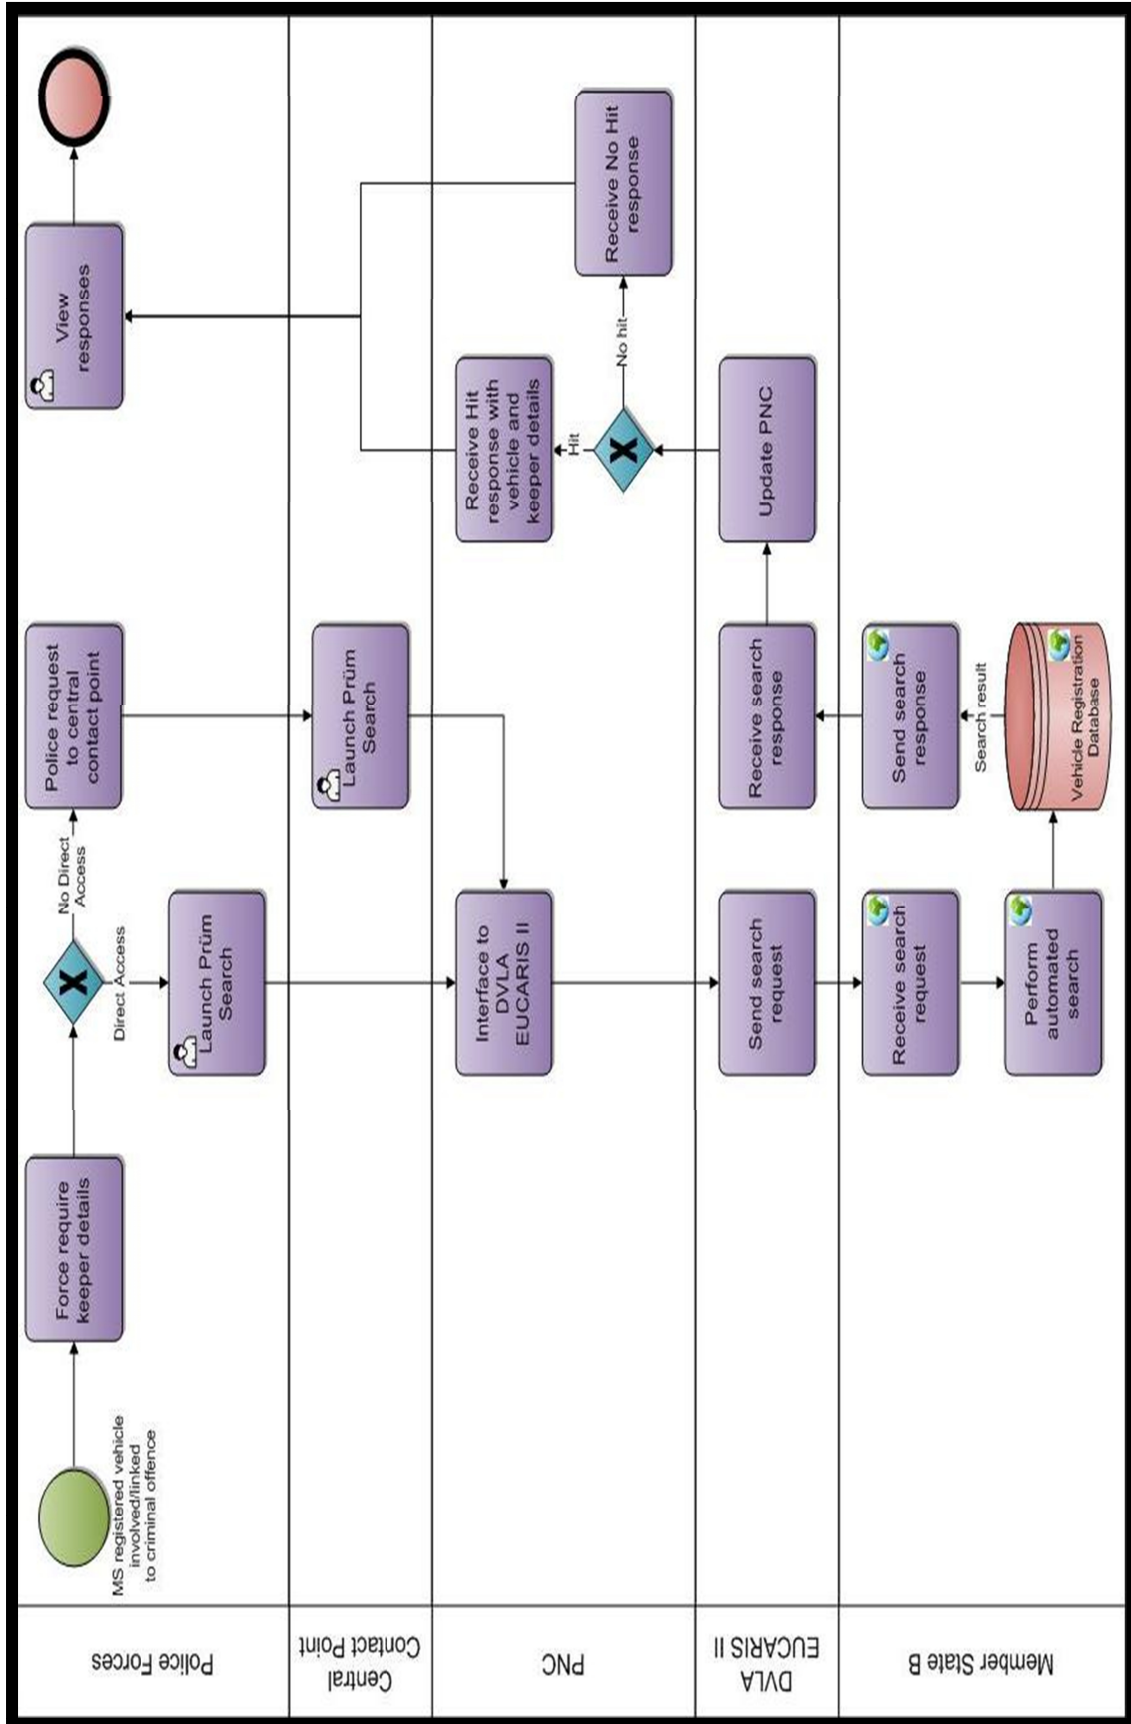 Police Forces
MS registered vehicle
involved/linked
to criminal offence
Force require
keeper details
Direct Access
No Direct
Access
Launch Prüm
Search
Police request
to central
contact point
View
responses
Central
Contact Point
Launch Prüm
Search
PNC
Interface to
DVLA
EUCARIS II
Receive Hit
response with
vehicle and
keeper details
Hit
No hit
Receive No Hit
response
DVLA
EUCARIS II
Send search
request
Receive search
response
Update PNC
Member State B
Receive search
request
Perform
automated
search
Send search
response
Search result
Vehicle Registration
Database